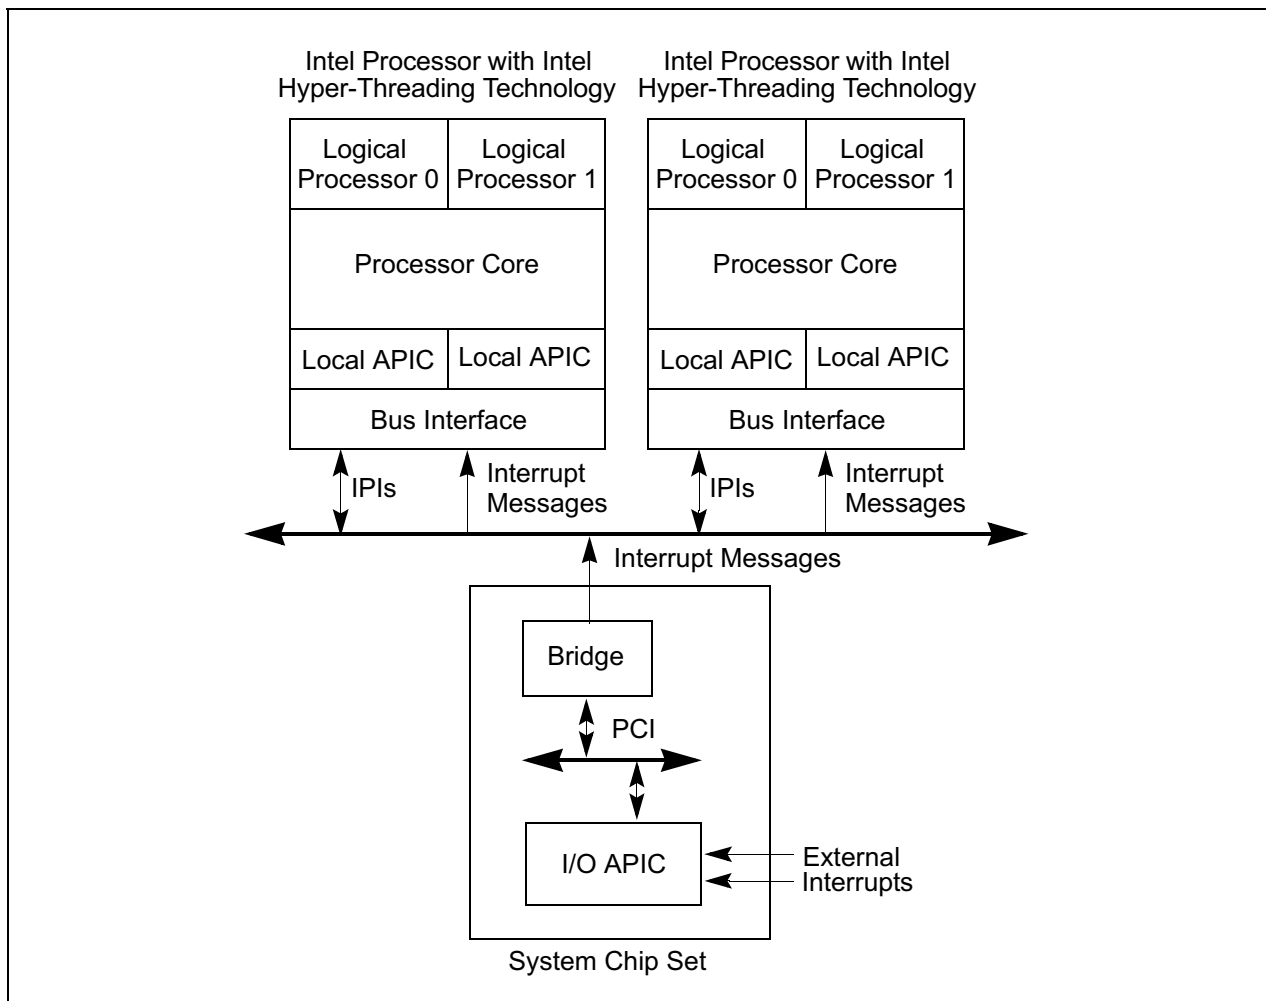 Intel Processor with Intel
Hyper-Threading Technology
Intel Processor with Intel
Hyper-Threading Technology
Logical
Processor 0
Logical
Processor 1
Logical
Processor 0
Logical
Processor 1
Processor Core
Processor Core
Local APIC
Local APIC
Local APIC
Local APIC
Bus Interface
Bus Interface
IPIs
Interrupt
Messages
IPIs
Interrupt
Messages
Interrupt Messages
Bridge
PCI
I/O APIC
External
Interrupts
System Chip Set